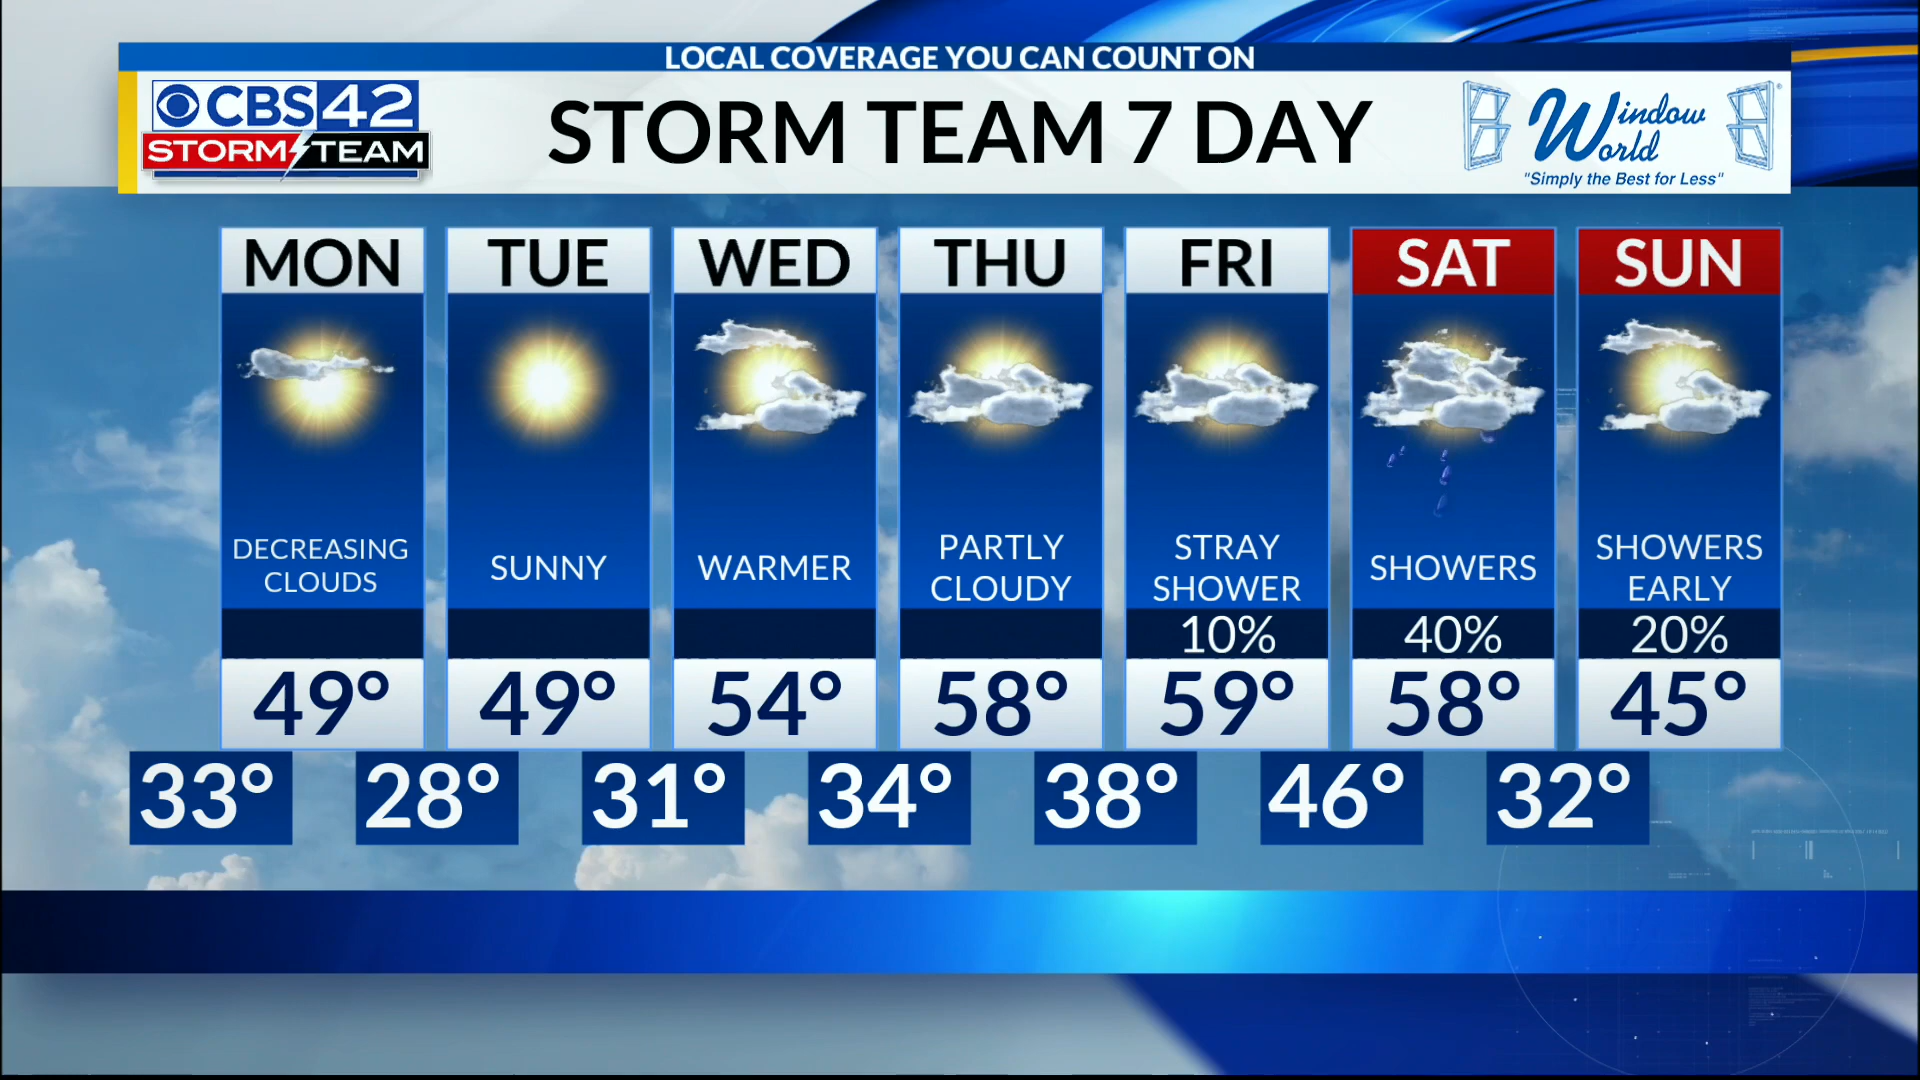 LOCAL COVERAGE YOU CAN COUNT ON
CBS 42
STORM TEAM
STORM TEAM 7 DAY
Window
World
®
"Simply the Best for Less"
MON TUE WED THU FRI SAT SUN
DECREASING CLOUDS
SUNNY
WARMER
PARTLY CLOUDY
STRAY SHOWER
SHOWERS
SHOWERS EARLY
10% 40% 20%
49° 49° 54° 58° 59° 58° 45°
33° 28° 31° 34° 38° 46° 32°